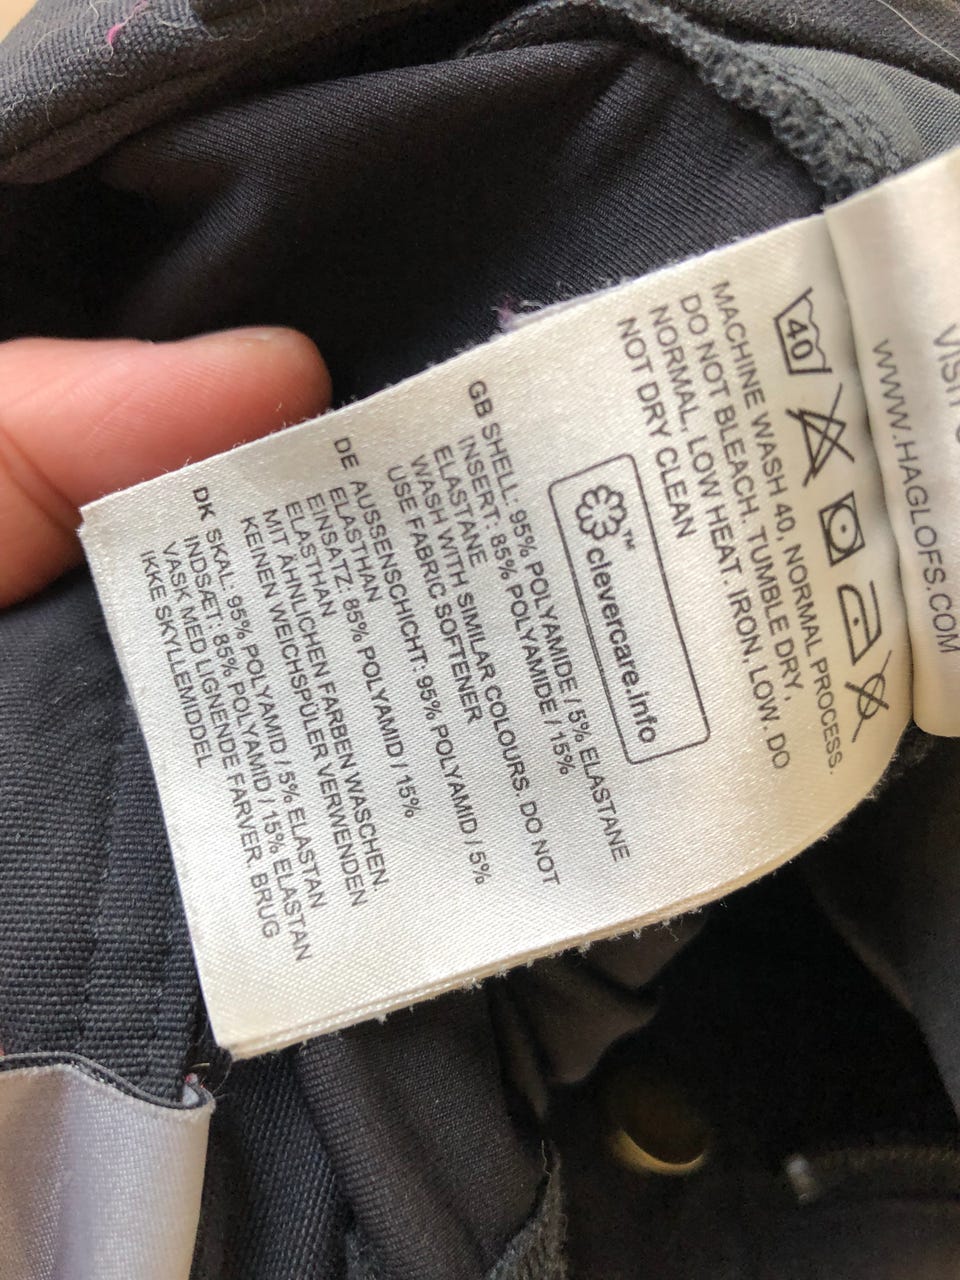 VISIT
WWW.HAGLOFS.COM
40
MACHINE WASH 40, NORMAL PROCESS.
DO NOT BLEACH. TUMBLE DRY,
NORMAL, LOW HEAT. IRON, LOW. DO
NOT DRY CLEAN
clevercare.info™
GB SHELL: 95% POLYAMIDE / 5% ELASTANE
INSERT: 85% POLYAMIDE / 15%
ELASTANE
WASH WITH SIMILAR COLOURS. DO NOT
USE FABRIC SOFTENER
DE AUSSENSCHICHT: 95% POLYAMID / 5%
ELASTHAN
EINSATZ: 85% POLYAMID / 15%
ELASTHAN
MIT ÄHNLICHEN FARBEN WASCHEN.
KEINEN WEICHSPÜLER VERWENDEN
DK SKAL: 95% POLYAMID / 5% ELASTAN
INDSÆT: 85% POLYAMID / 15% ELASTAN
VASK MED LIGNENDE FARVER. BRUG
IKKE SKYLLEMIDDEL